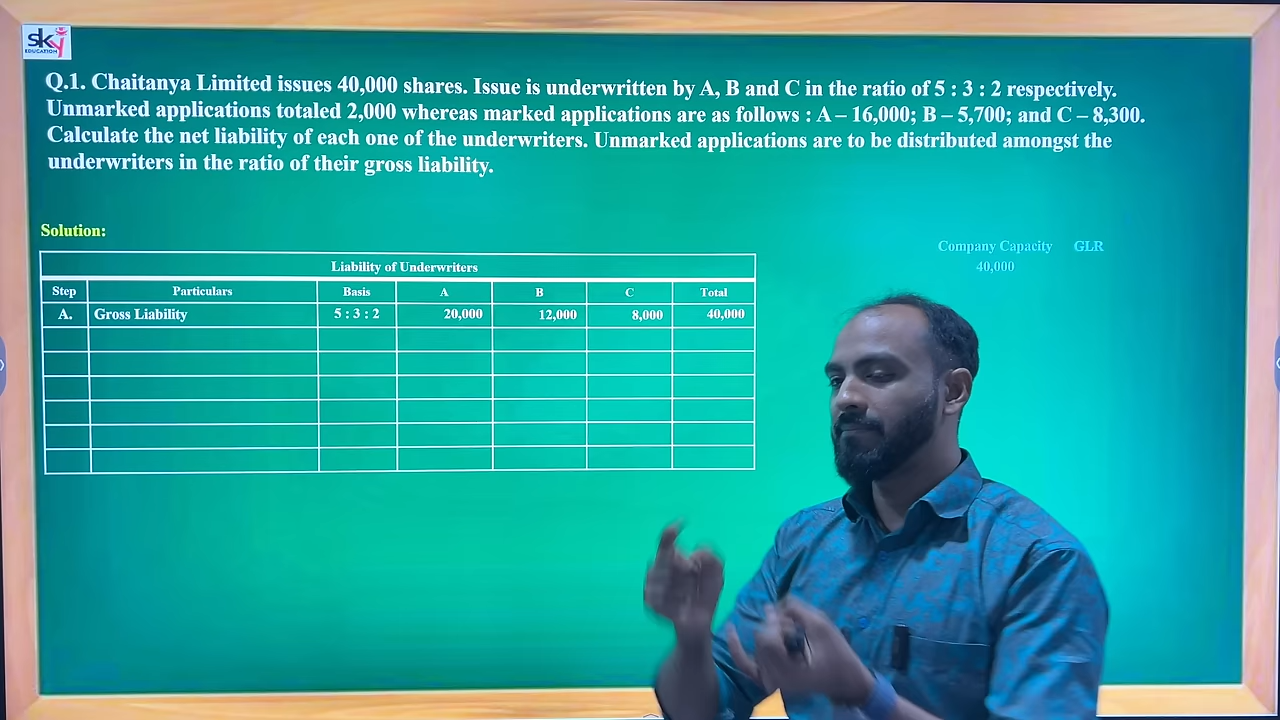 sky
EDUCATION
Q.1. Chaitanya Limited issues 40,000 shares. Issue is underwritten by A, B and C in the ratio of 5 : 3 : 2 respectively.
Unmarked applications totaled 2,000 whereas marked applications are as follows : A – 16,000; B – 5,700; and C – 8,300.
Calculate the net liability of each one of the underwriters. Unmarked applications are to be distributed amongst the
underwriters in the ratio of their gross liability.
Solution:
Company Capacity GLR
40,000
Liability of Underwriters
Step Particulars Basis A B C Total
A. Gross Liability 5 : 3 : 2 20,000 12,000 8,000 40,000